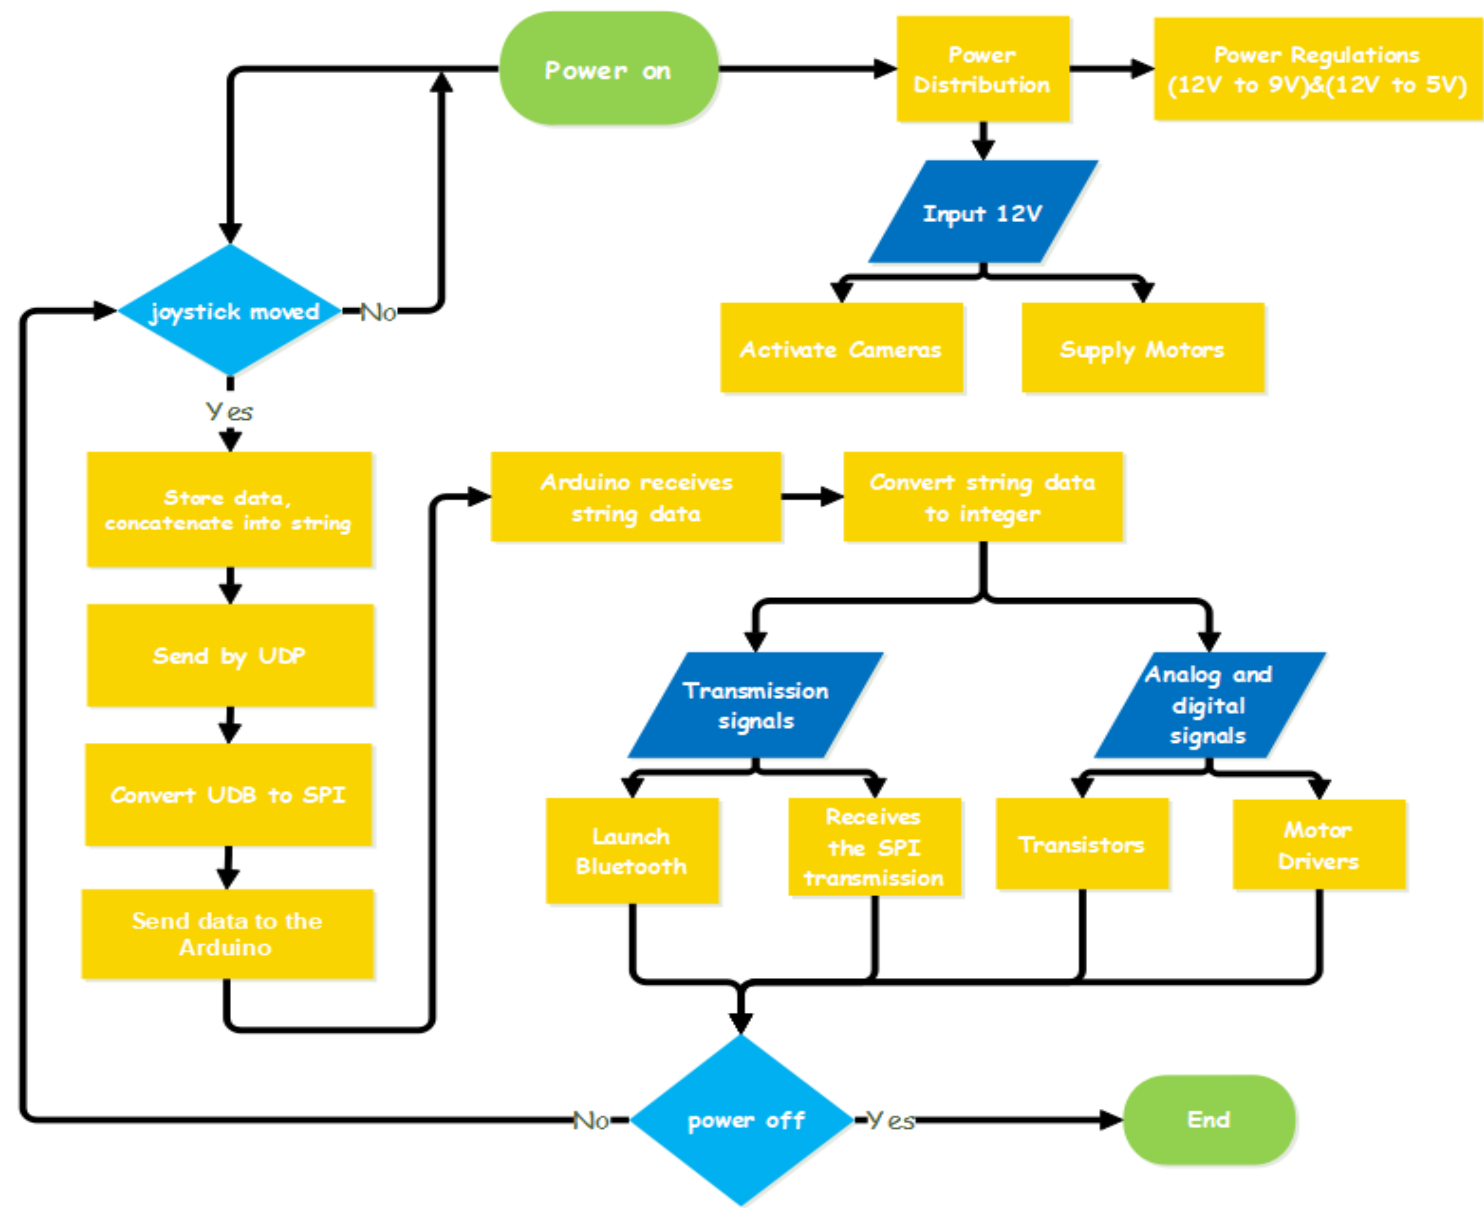 Power on
Power
Distribution
Power Regulations
(12V to 9V)&(12V to 5V)
Input 12V
joystick moved
No
Activate Cameras
Supply Motors
Yes
Store data,
concatenate into string
Arduino receives
string data
Convert string data
to integer
Send by UDP
Transmission
signals
Analog and
digital
signals
Convert UDB to SPI
Launch
Bluetooth
Receives
the SPI
transmission
Transistors
Motor
Drivers
Send data to the
Arduino
No
power off
Yes
End